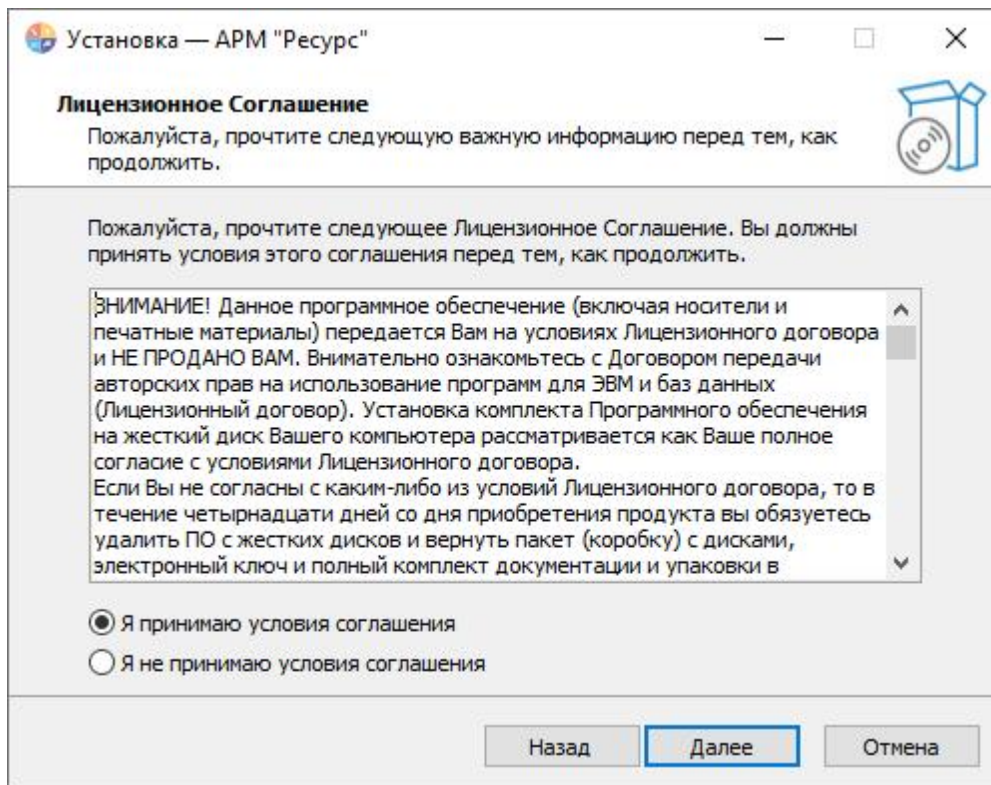 Установка — АРМ "Ресурс"
Лицензионное Соглашение
Пожалуйста, прочтите следующую важную информацию перед тем, как
продолжить.
Пожалуйста, прочтите следующее Лицензионное Соглашение. Вы должны
принять условия этого соглашения перед тем, как продолжить.
ВНИМАНИЕ! Данное программное обеспечение (включая носители и
печатные материалы) передается Вам на условиях Лицензионного договора
и НЕ ПРОДАНО ВАМ. Внимательно ознакомьтесь с Договором передачи
авторских прав на использование программ для ЭВМ и баз данных
(Лицензионный договор). Установка комплекта Программного обеспечения
на жесткий диск Вашего компьютера рассматривается как Ваше полное
согласие с условиями Лицензионного договора.
Если Вы не согласны с каким-либо из условий Лицензионного договора, то в
течение четырнадцати дней со дня приобретения продукта вы обязуетесь
удалить ПО с жестких дисков и вернуть пакет (коробку) с дисками,
электронный ключ и полный комплект документации и упаковки в
Я принимаю условия соглашения
Я не принимаю условия соглашения
Назад Далее Отмена